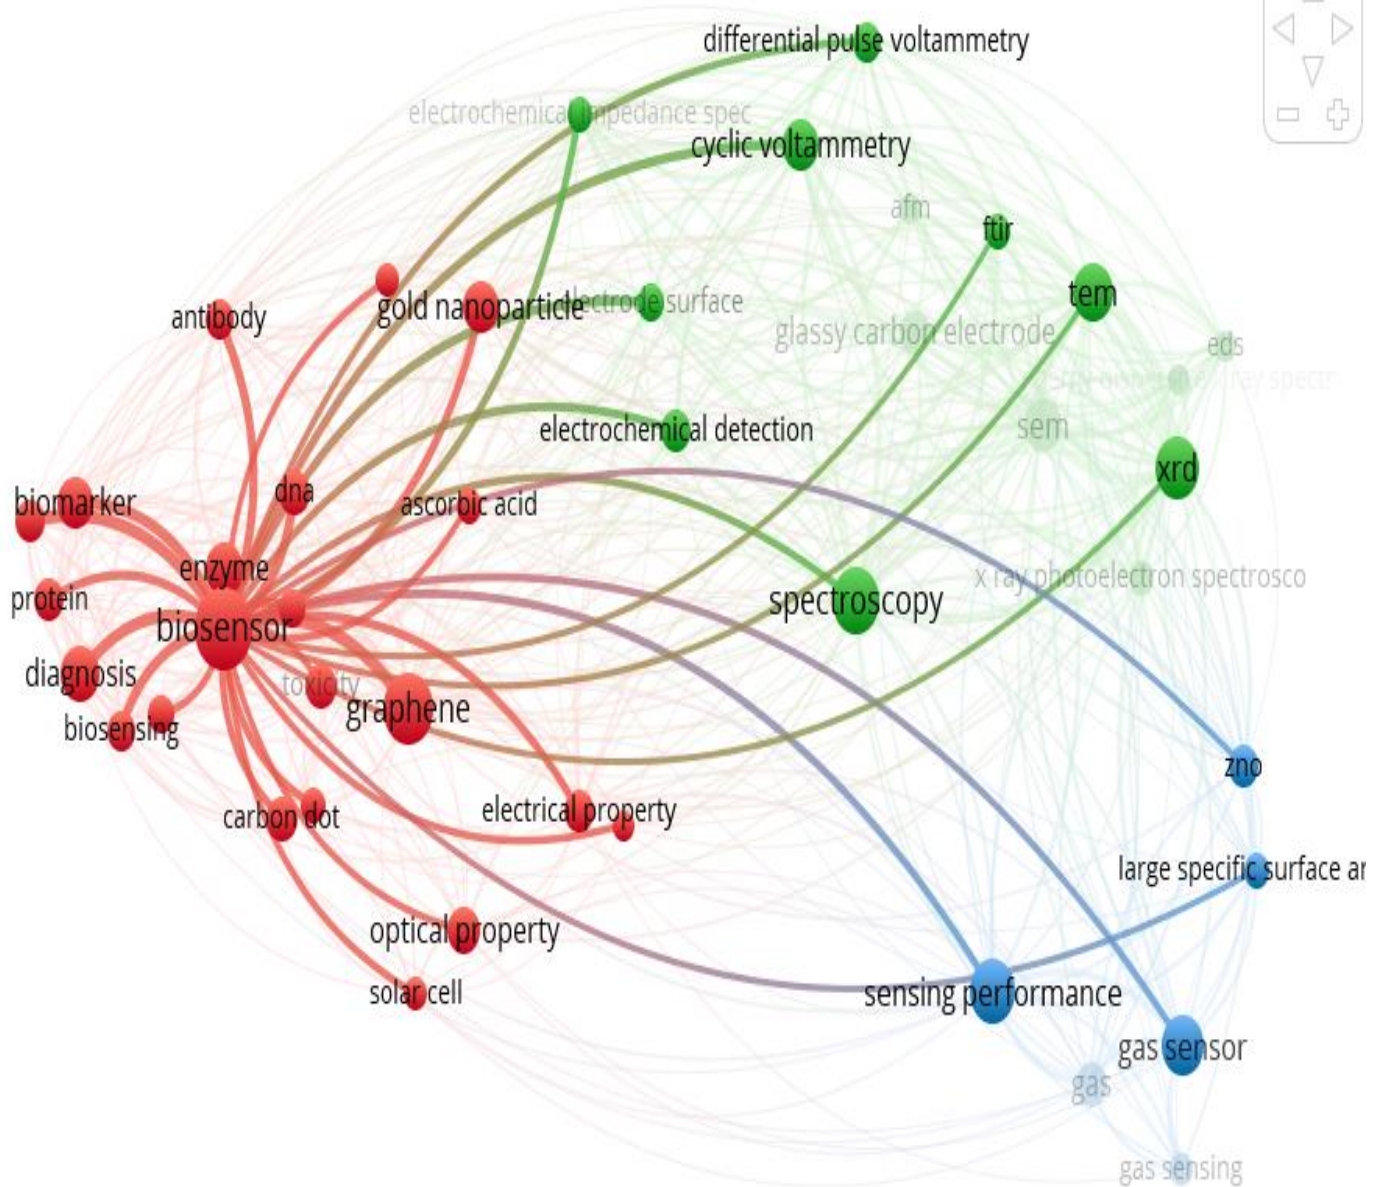 differential pulse voltammetry
electrochemical impedance spec
cyclic voltammetry
afm
ftir
tem
gold nanoparticle
electrode surface
antibody
glassy carbon electrode
eds
x ray spectr
sem
electrochemical detection
xrd
dna
ascorbic acid
biomarker
enzyme
x ray photoelectron spectrosco
protein
spectroscopy
biosensor
diagnosis
toxicity
graphene
biosensing
zno
carbon dot
electrical property
large specific surface ar
optical property
solar cell
sensing performance
gas sensor
gas
gas sensing